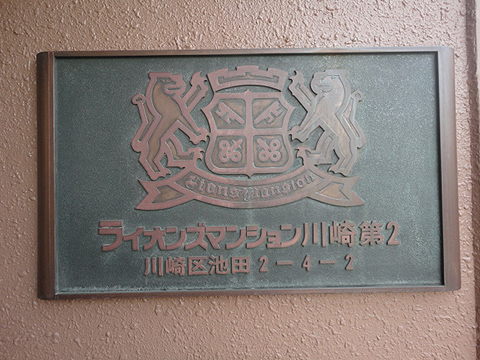 Lions Mansion
ライオンズマンション川崎第2
川崎区池田2-4-2